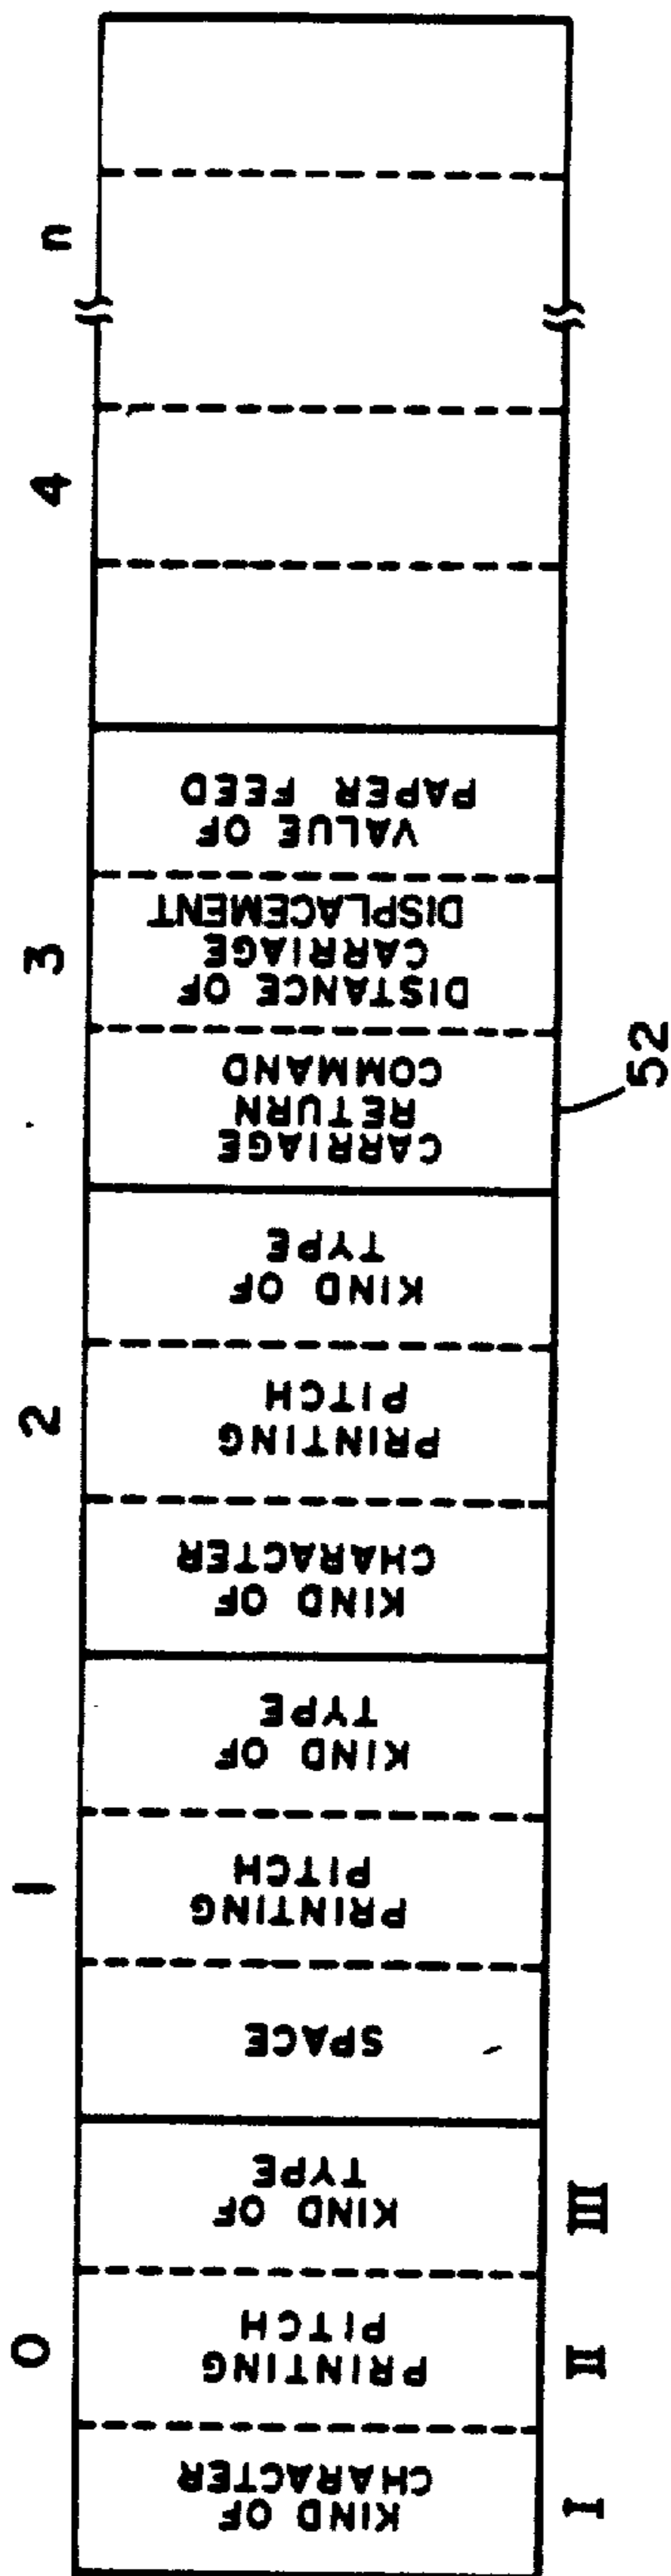 0 1 2 3 4 n
KIND OF
CHARACTER
PRINTING
PITCH
KIND OF
TYPE
SPACE
PRINTING
PITCH
KIND OF
TYPE
KIND OF
CHARACTER
PRINTING
PITCH
KIND OF
TYPE
CARRIAGE
RETURN
COMMAND
DISTANCE OF
CARRIAGE
DISPLACEMENT
VALUE OF
PAPER FEED
I II III
52